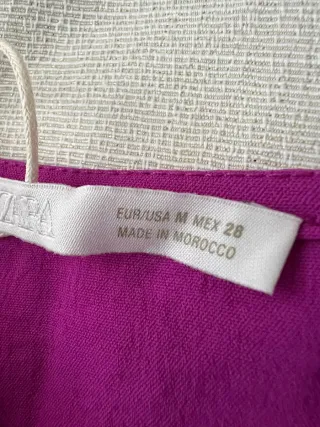 ZARA
EUR/USA M MEX 28
MADE IN MOROCCO